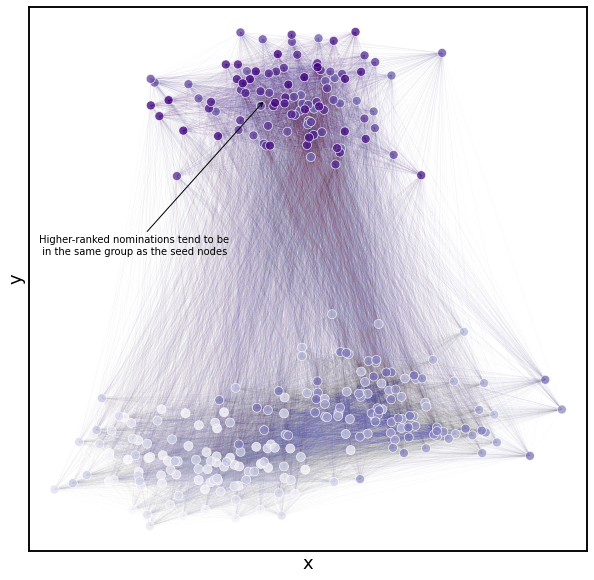 Higher-ranked nominations tend to be
in the same group as the seed nodes
y
x